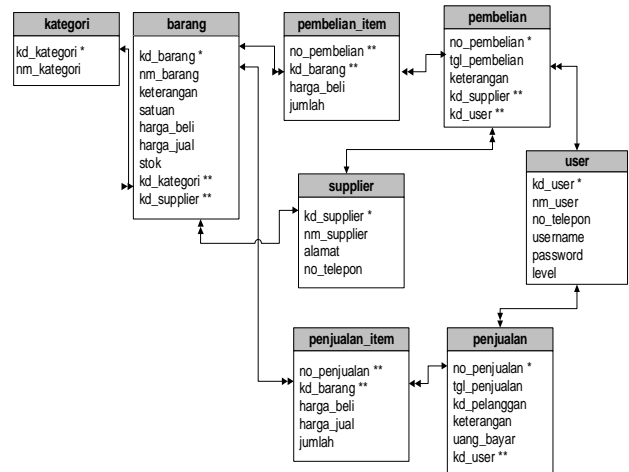 kategori
kd_kategori *
nm_kategori
barang
kd_barang *
nm_barang
keterangan
satuan
harga_beli
harga_jual
stok
kd_kategori **
kd_supplier **
pembelian_item
no_pembelian **
kd_barang **
harga_beli
jumlah
pembelian
no_pembelian *
tgl_pembelian
keterangan
kd_supplier **
kd_user **
supplier
kd_supplier *
nm_supplier
alamat
no_telepon
user
kd_user *
nm_user
no_telepon
username
password
level
penjualan_item
no_penjualan **
kd_barang **
harga_beli
harga_jual
jumlah
penjualan
no_penjualan *
tgl_penjualan
kd_pelanggan
keterangan
uang_bayar
kd_user **